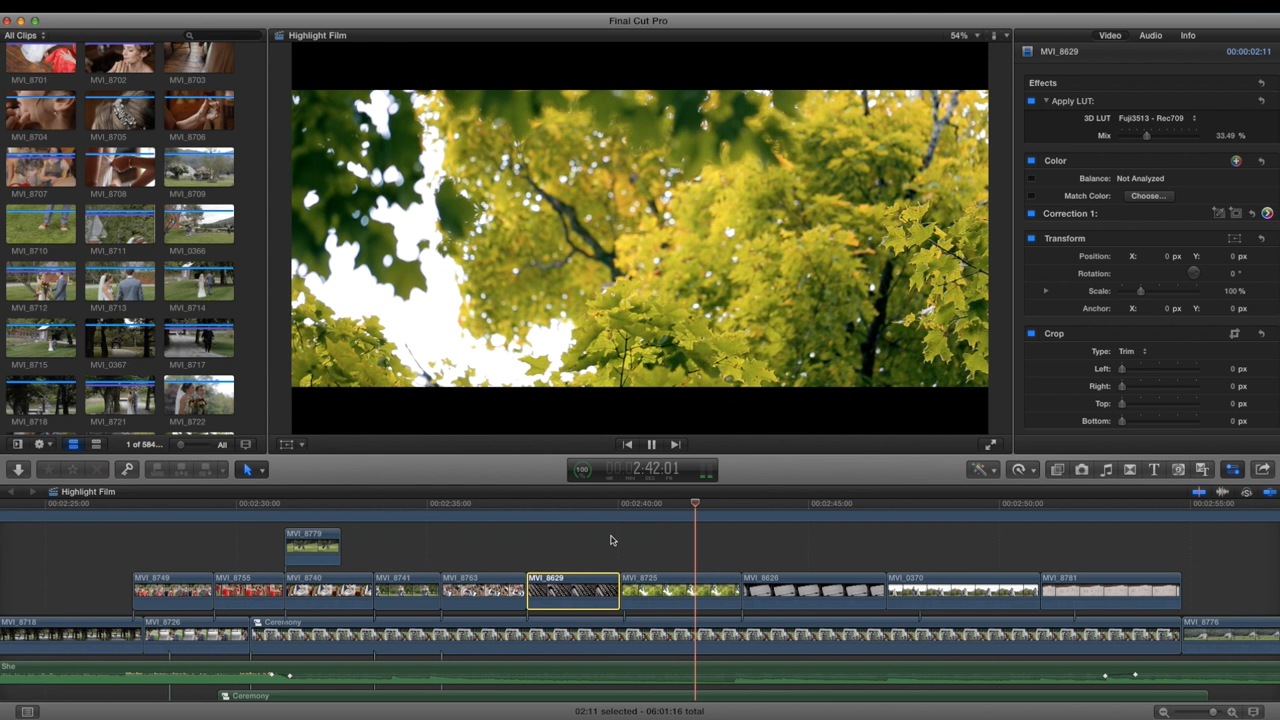 Final Cut Pro
All Clips
MVI_8701 MVI_8702 MVI_8703
MVI_8704 MVI_8705 MVI_8706
MVI_8707 MVI_8708 MVI_8709
MVI_8710 MVI_8711 MVI_0366
MVI_8712 MVI_8713 MVI_8714
MVI_8715 MVI_0367 MVI_8717
MVI_8718 MVI_8721 MVI_8722
1 of 584... All
Highlight Film 54%
Video Audio Info
MVI_8629 00:00:02:11
Effects
Apply LUT:
3D LUT Fuji3513 - Rec709
Mix 33.49 %
Color
Balance: Not Analyzed
Match Color: Choose...
Correction 1:
Transform
Position: X: 0 px Y: 0 px
Rotation: 0 °
Scale: 100 %
Anchor: X: 0 px Y: 0 px
Crop
Type: Trim
Left: 0 px
Right: 0 px
Top: 0 px
Bottom: 0 px
100 2:42:01
HR MIN SEC FR
Highlight Film
00:02:25:00 00:02:30:00 00:02:35:00 00:02:40:00 00:02:45:00 00:02:50:00 00:02:55:00
MVI_8779
MVI_8749 MVI_8755 MVI_8740 MVI_8741 MVI_8763 MVI_8629 MVI_8725 MVI_8626 MVI_0370 MVI_8781
MVI_8718 MVI_8726 Ceremony MVI_8776
She
Ceremony
02:11 selected - 06:01:16 total